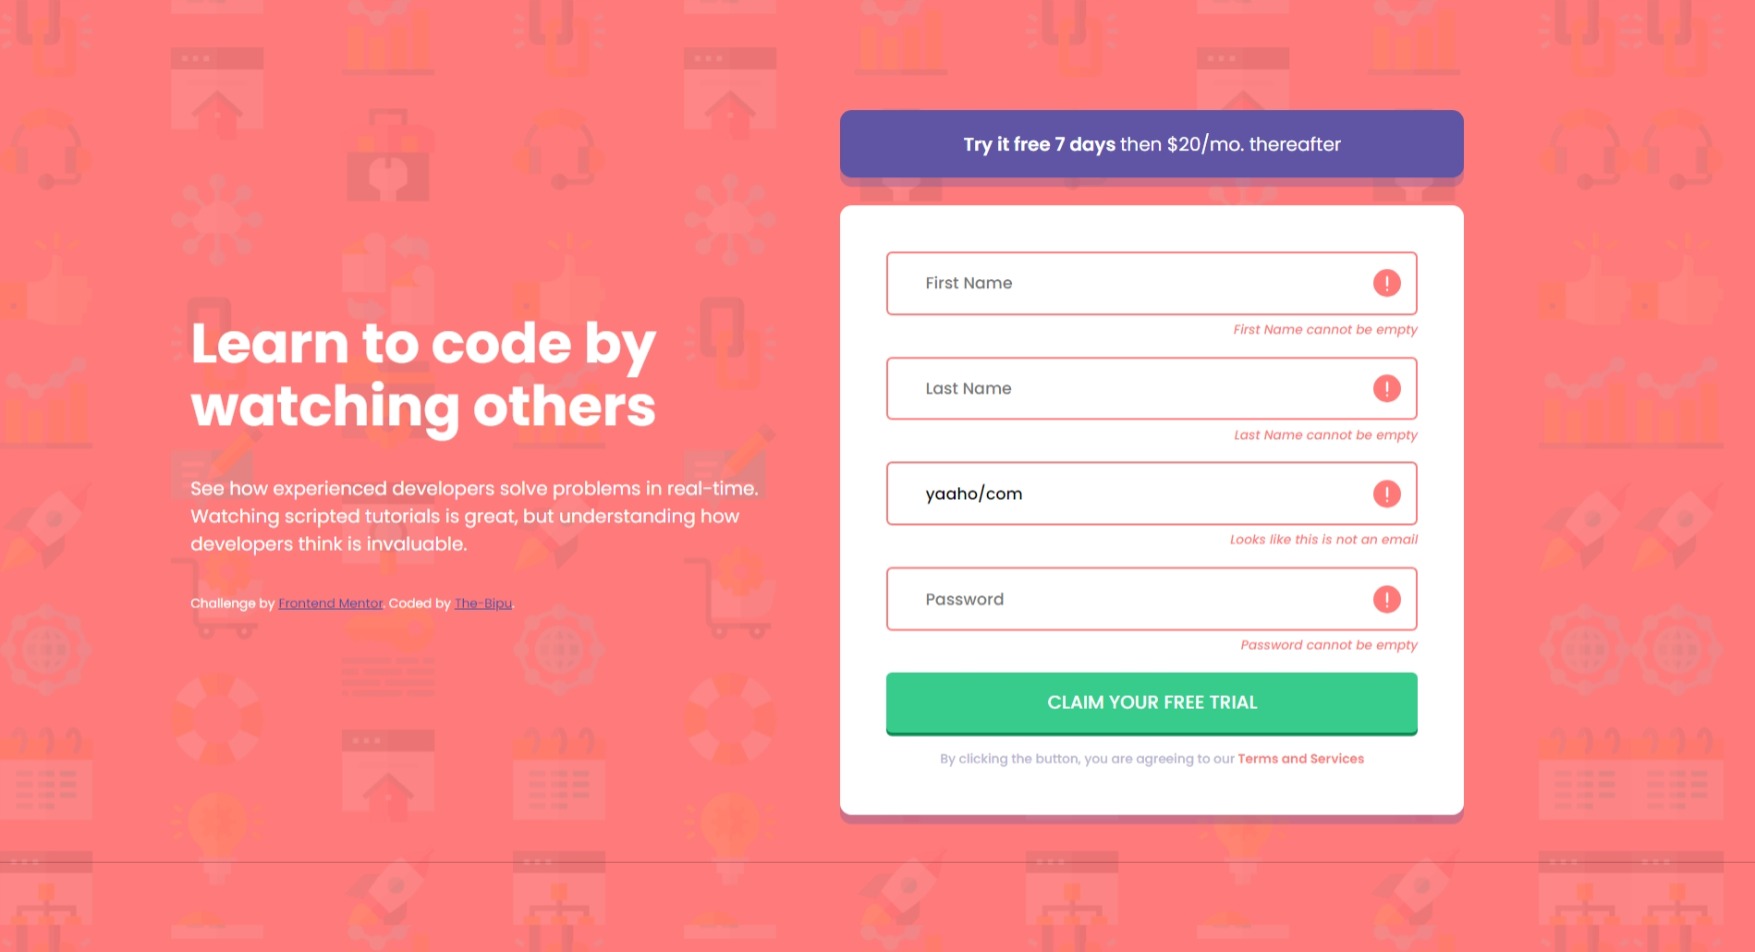 Learn to code by
watching others
See how experienced developers solve problems in real-time.
Watching scripted tutorials is great, but understanding how
developers think is invaluable.
Challenge by Frontend Mentor. Coded by The-Bipu.
Try it free 7 days then $20/mo. thereafter
First Name
First Name cannot be empty
Last Name
Last Name cannot be empty
yaaho/com
Looks like this is not an email
Password
Password cannot be empty
CLAIM YOUR FREE TRIAL
By clicking the button, you are agreeing to our Terms and Services